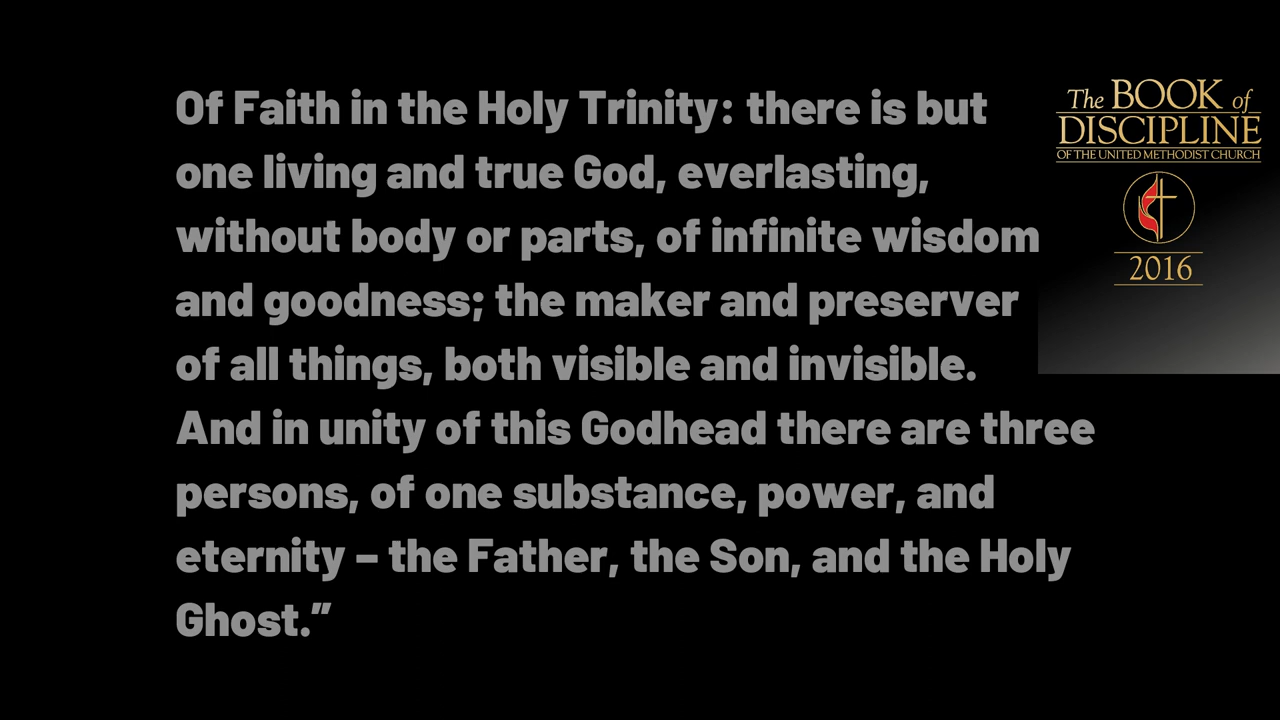 Of Faith in the Holy Trinity: there is but
one living and true God, everlasting,
without body or parts, of infinite wisdom
and goodness; the maker and preserver
of all things, both visible and invisible.
And in unity of this Godhead there are three
persons, of one substance, power, and
eternity – the Father, the Son, and the Holy
Ghost.”
The BOOK of
DISCIPLINE
OF THE UNITED METHODIST CHURCH
2016